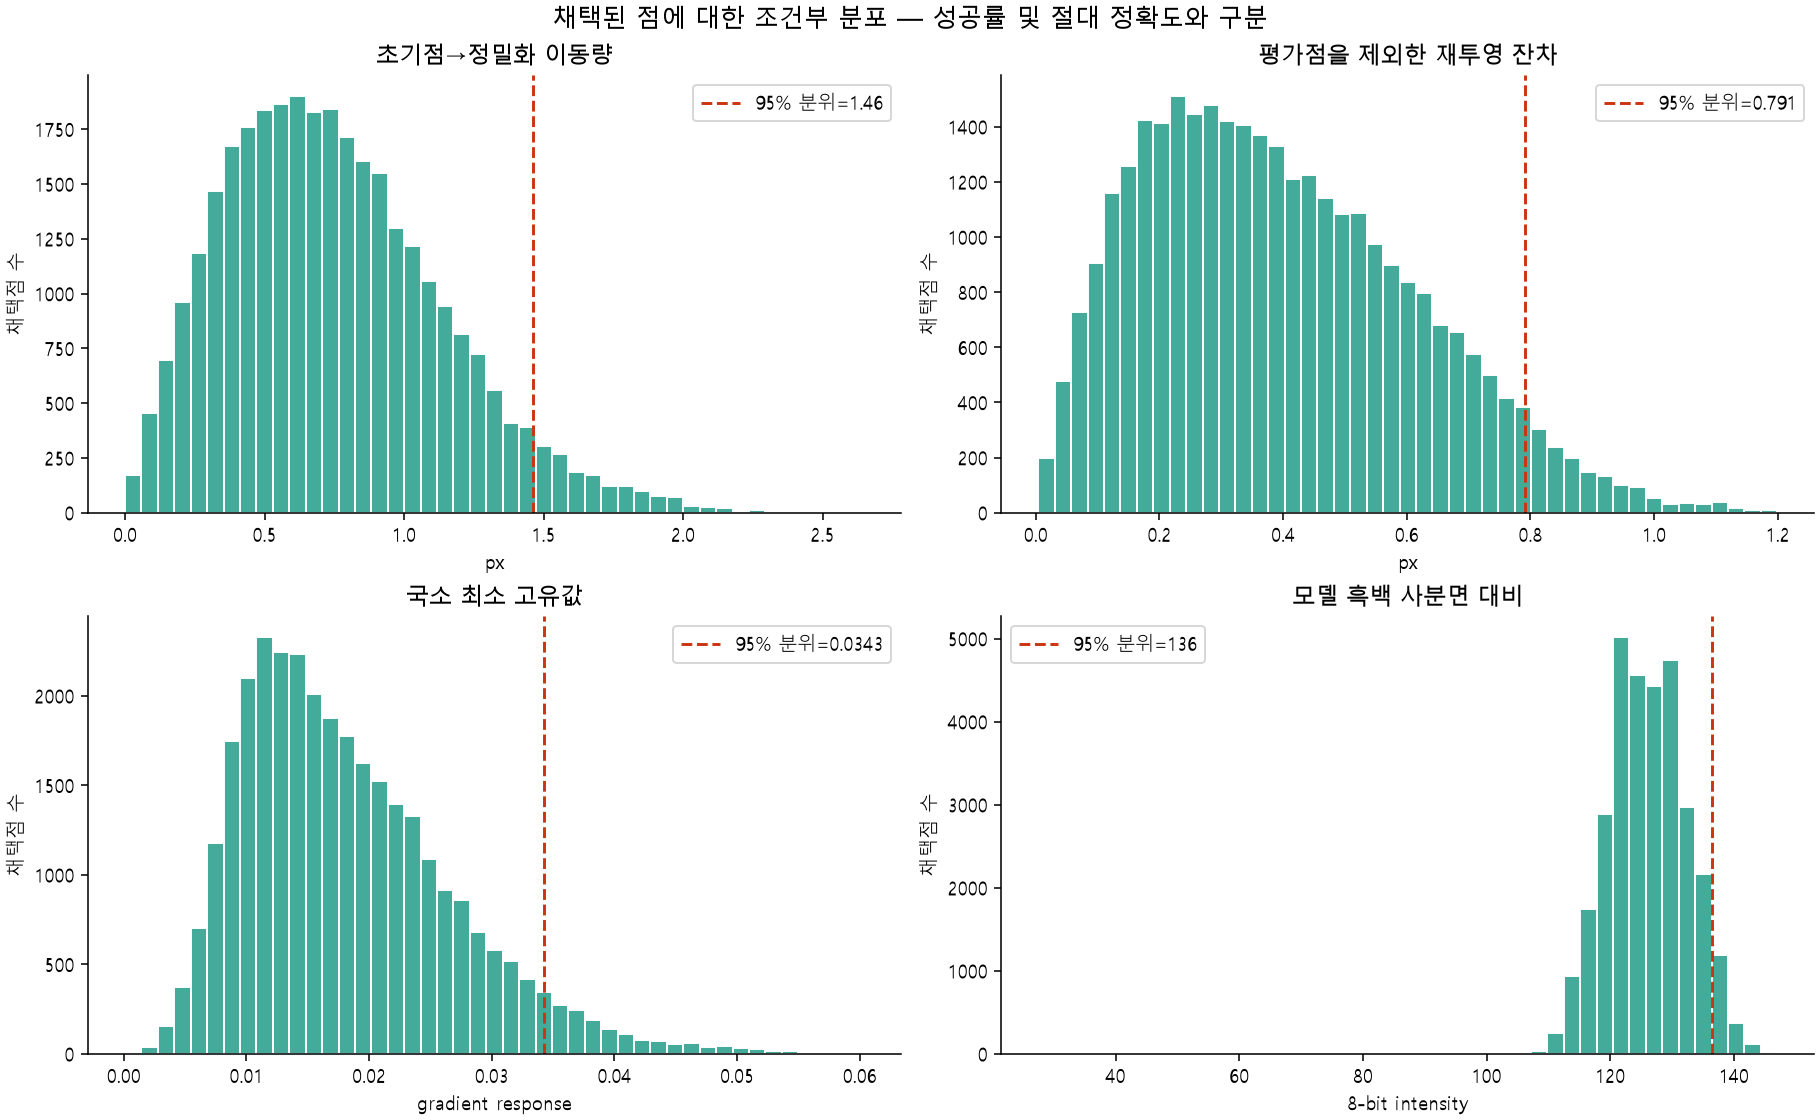 채택된 점에 대한 조건부 분포 — 성공률 및 절대 정확도와 구분
초기점→정밀화 이동량
95% 분위=1.46
채택점 수
1750
1500
1250
1000
750
500
250
0
0.0 0.5 1.0 1.5 2.0 2.5
px
평가점을 제외한 재투영 잔차
95% 분위=0.791
채택점 수
1400
1200
1000
800
600
400
200
0
0.0 0.2 0.4 0.6 0.8 1.0 1.2
px
국소 최소 고유값
95% 분위=0.0343
채택점 수
2000
1500
1000
500
0
0.00 0.01 0.02 0.03 0.04 0.05 0.06
gradient response
모델 흑백 사분면 대비
95% 분위=136
채택점 수
5000
4000
3000
2000
1000
0
40 60 80 100 120 140
8-bit intensity